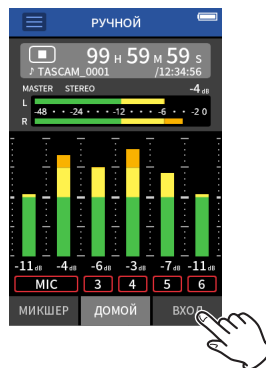 РУЧНОЙ
99 H 59 M 59 S
♪ TASCAM_0001 /12:34:56
MASTER STEREO -4 dB
L
-48 · · -24 · · · · -12 · · · · -6 · · -2 0
R
-11 dB -4 dB -6 dB -3 dB -7 dB -11 dB
MIC 3 4 5 6
МИКШЕР ДОМОЙ ВХОД